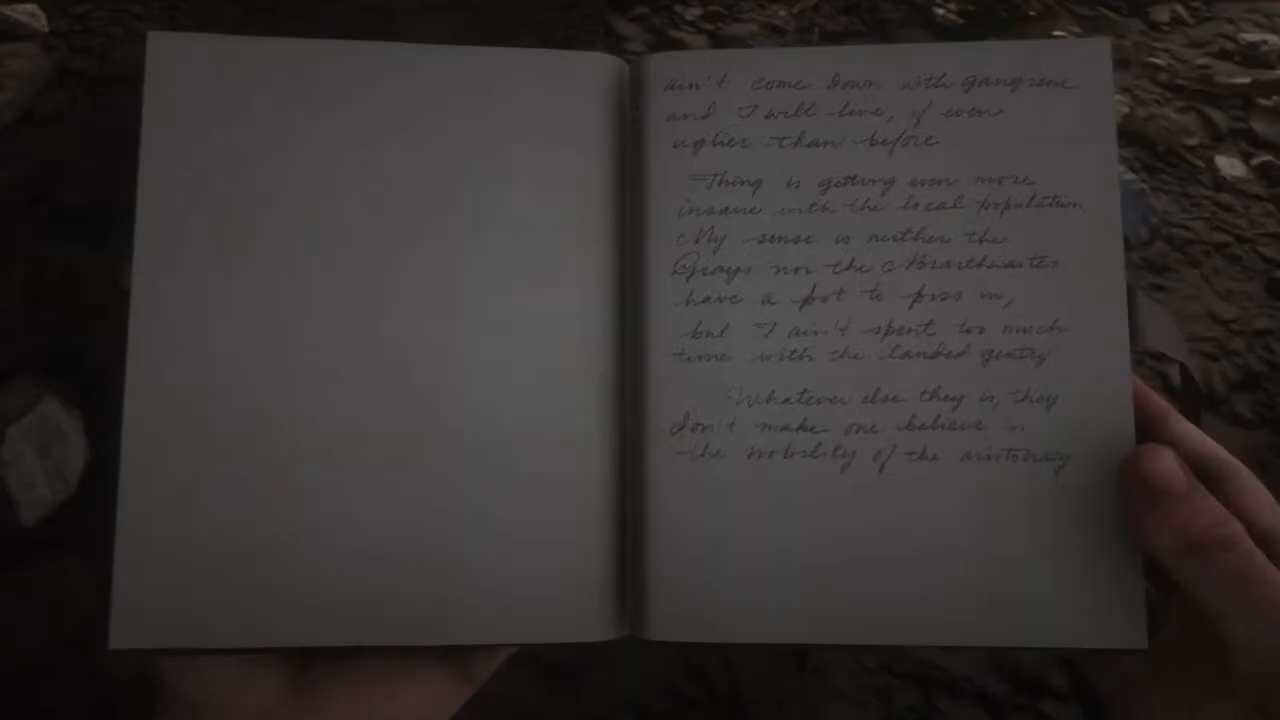 ain't come down with gangrene
and I will live, if even
uglier than before
Thing is getting even more
insane with the local population
My sense is neither the
Grays nor the Braithwaites
have a pot to piss in,
but I ain't spent too much
time with the landed gentry
Whatever else they is, they
don't make one believe in
the nobility of the aristocracy